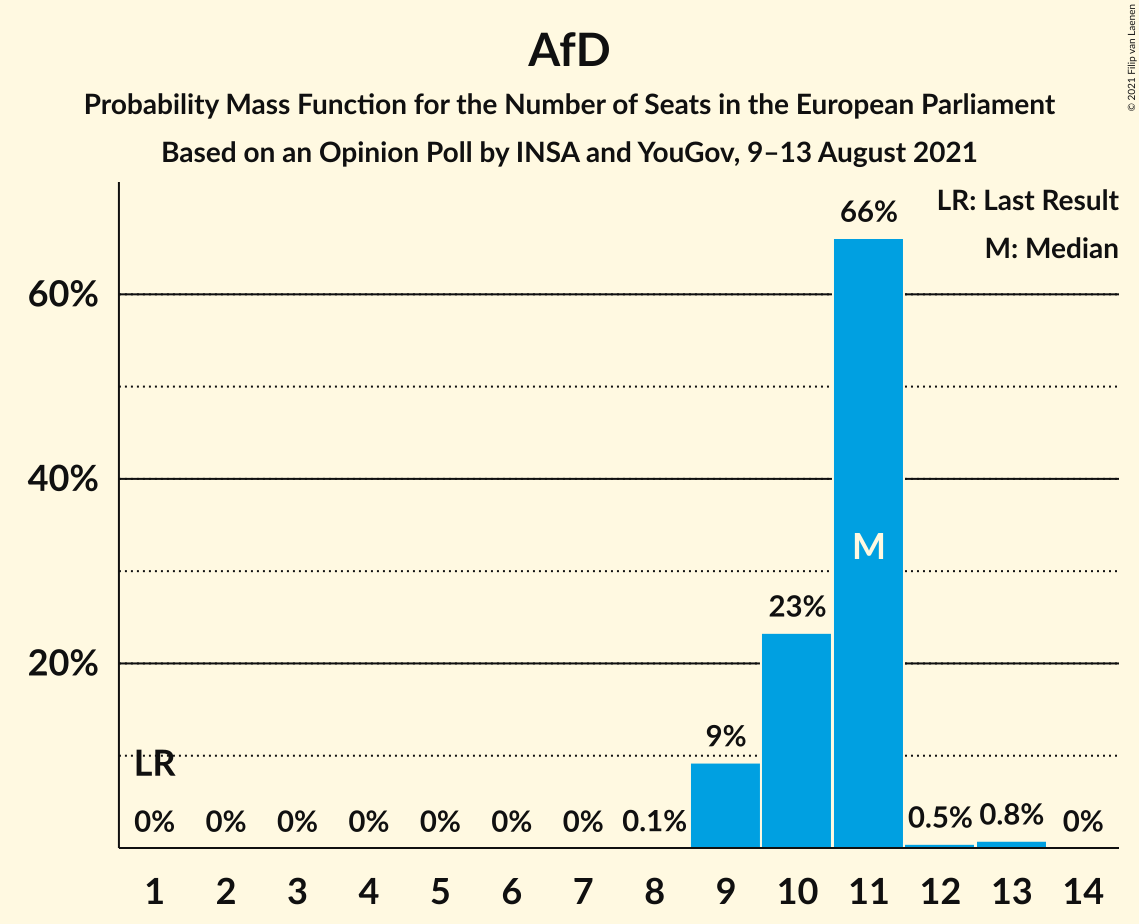 AfD
Probability Mass Function for the Number of Seats in the European Parliament
Based on an Opinion Poll by INSA and YouGov, 9–13 August 2021
© 2021 Filip van Laenen
LR: Last Result
M: Median
66%
60%
M
40%
23%
20%
9%
LR
0% 0% 0% 0% 0% 0% 0% 0.1% 0.5% 0.8% 0%
1 2 3 4 5 6 7 8 9 10 11 12 13 14